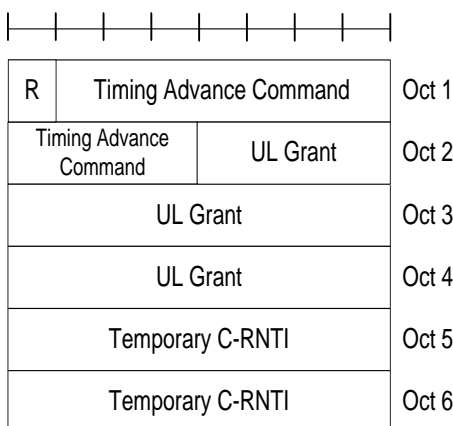 R Timing Advance Command Oct 1
Timing Advance
Command UL Grant Oct 2
UL Grant Oct 3
UL Grant Oct 4
Temporary C-RNTI Oct 5
Temporary C-RNTI Oct 6